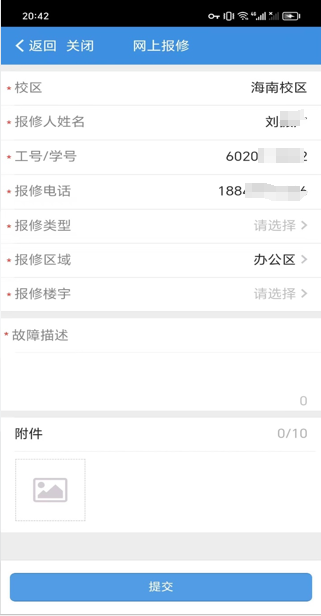 20:42
返回 关闭 网上报修
* 校区 海南校区
* 报修人姓名 刘
* 工号/学号 6020 2
* 报修电话 1884
* 报修类型 请选择
* 报修区域 办公区
* 报修楼宇 请选择
* 故障描述
0
附件 0/10
提交